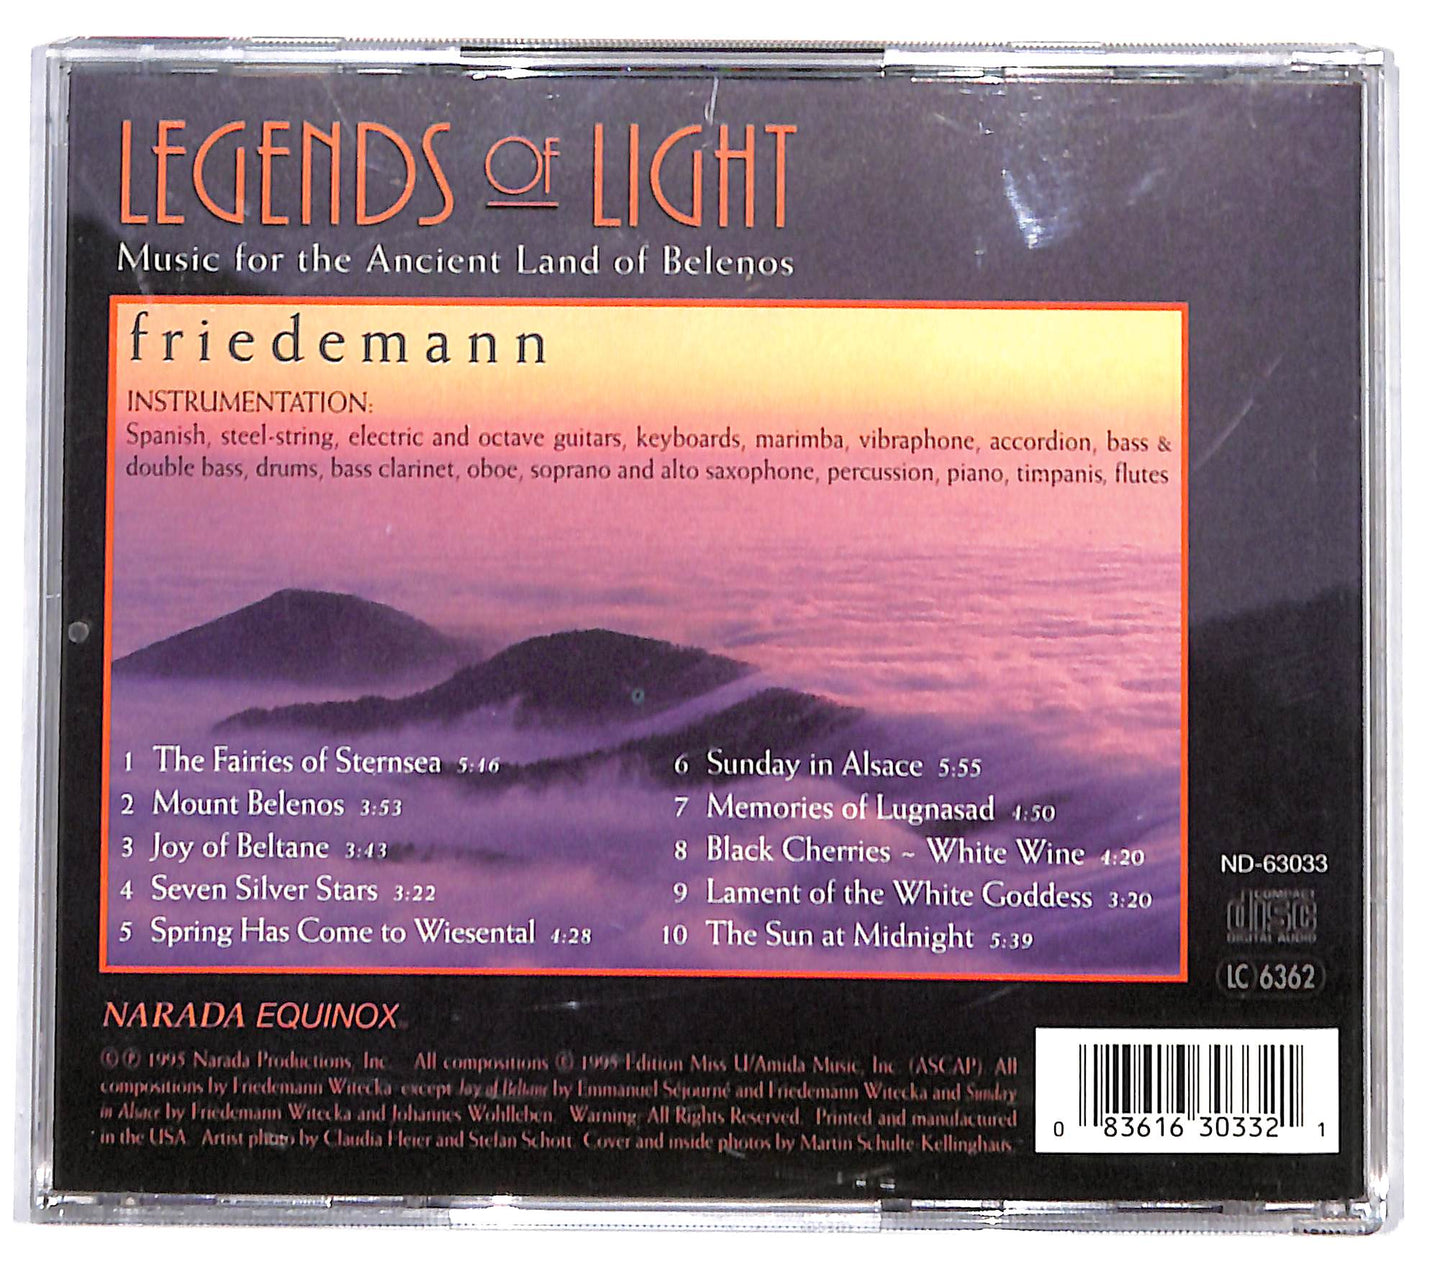 LEGENDS OF LIGHT
Music for the Ancient Land of Belenos
friedemann
INSTRUMENTATION:
Spanish, steel-string, electric and octave guitars, keyboards, marimba, vibraphone, accordion, bass &
double bass, drums, bass clarinet, oboe, soprano and alto saxophone, percussion, piano, timpanis, flutes
1 The Fairies of Sternsea 5:16
2 Mount Belenos 3:53
3 Joy of Beltane 3:43
4 Seven Silver Stars 3:22
5 Spring Has Come to Wiesental 4:28
6 Sunday in Alsace 5:55
7 Memories of Lugnasad 4:50
8 Black Cherries ~ White Wine 4:20
9 Lament of the White Goddess 3:20
10 The Sun at Midnight 5:39
ND-63033
COMPACT
disc
DIGITAL AUDIO
LC 6362
NARADA EQUINOX
© ℗ 1995 Narada Productions, Inc. All compositions © 1995 Edition Miss U/Amida Music, Inc. (ASCAP). All
compositions by Friedemann Witecka except Joy of Beltane by Emmanuel Séjourné and Friedemann Witecka and Sunday
in Alsace by Friedemann Witecka and Johannes Wohlleben. Warning: All Rights Reserved. Printed and manufactured
in the USA. Artist photo by Claudia Heier and Stefan Schott. Cover and inside photos by Martin Schulte-Kellinghaus.
0 83616 30332 1